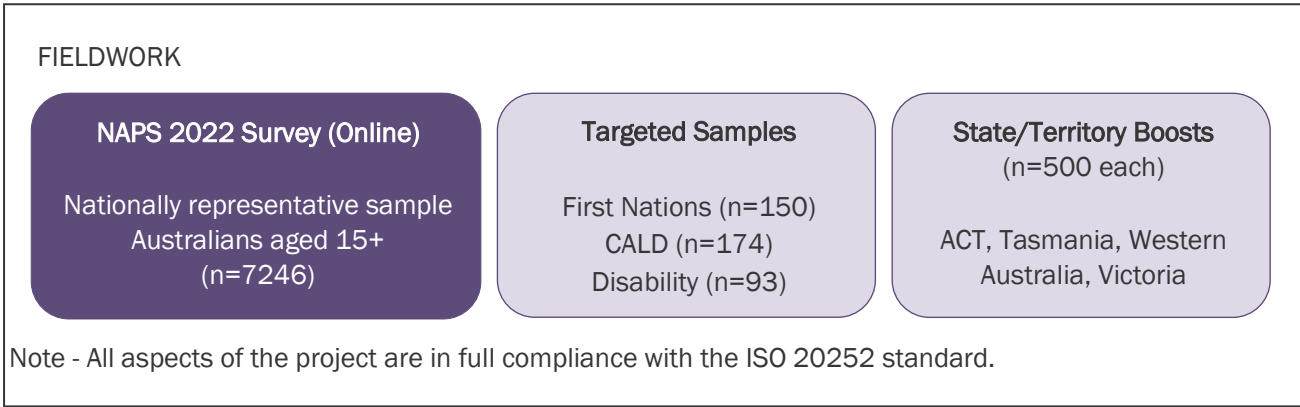 FIELDWORK
NAPS 2022 Survey (Online)
Nationally representative sample
Australians aged 15+
(n=7246)
Targeted Samples
First Nations (n=150)
CALD (n=174)
Disability (n=93)
State/Territory Boosts
(n=500 each)
ACT, Tasmania, Western
Australia, Victoria
Note - All aspects of the project are in full compliance with the ISO 20252 standard.